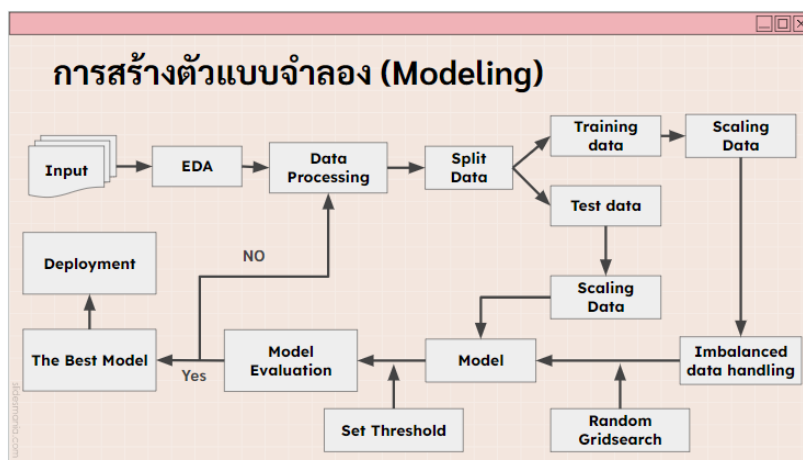 การสร้างตัวแบบจำลอง (Modeling)
Input
EDA
Data
Processing
Split
Data
Training
data
Scaling
Data
Test data
Scaling
Data
NO
Deployment
The Best Model
Yes
Model
Evaluation
Model
Imbalanced
data handling
Set Threshold
Random
Gridsearch
slidesmania.com